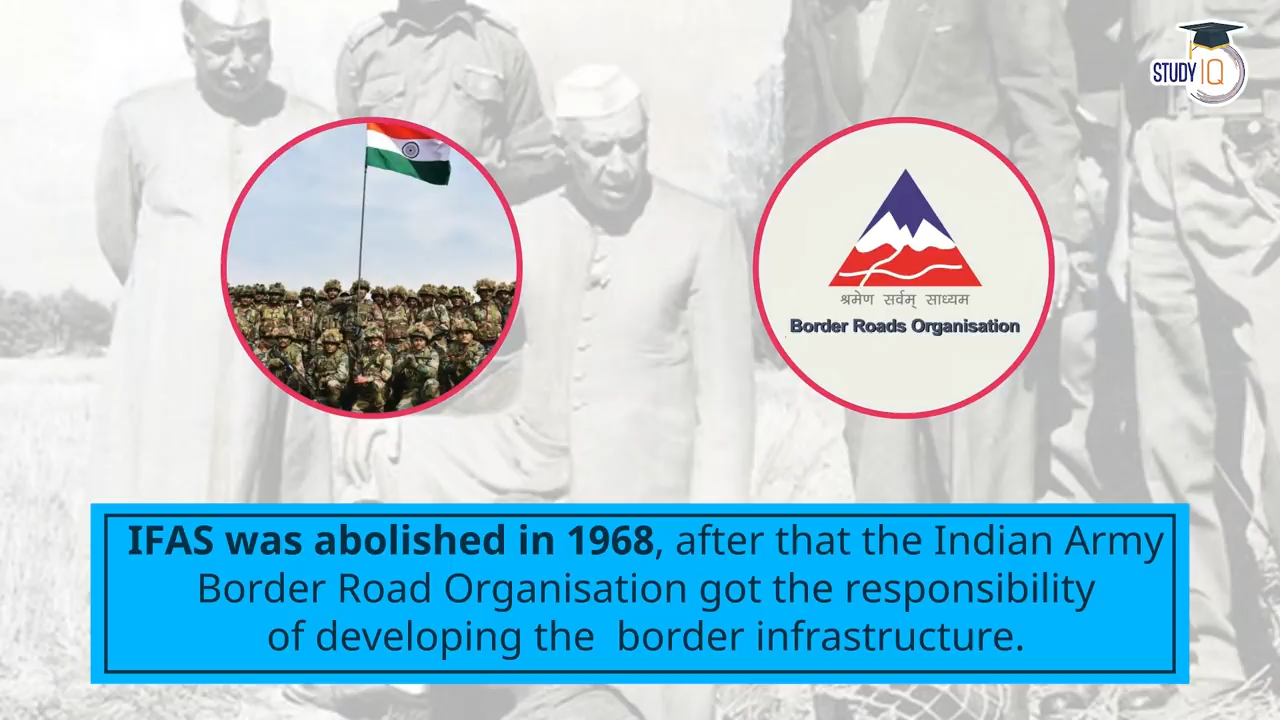 STUDY IQ
श्रमेण सर्वम् साध्यम
Border Roads Organisation
IFAS was abolished in 1968, after that the Indian Army
Border Road Organisation got the responsibility
of developing the border infrastructure.